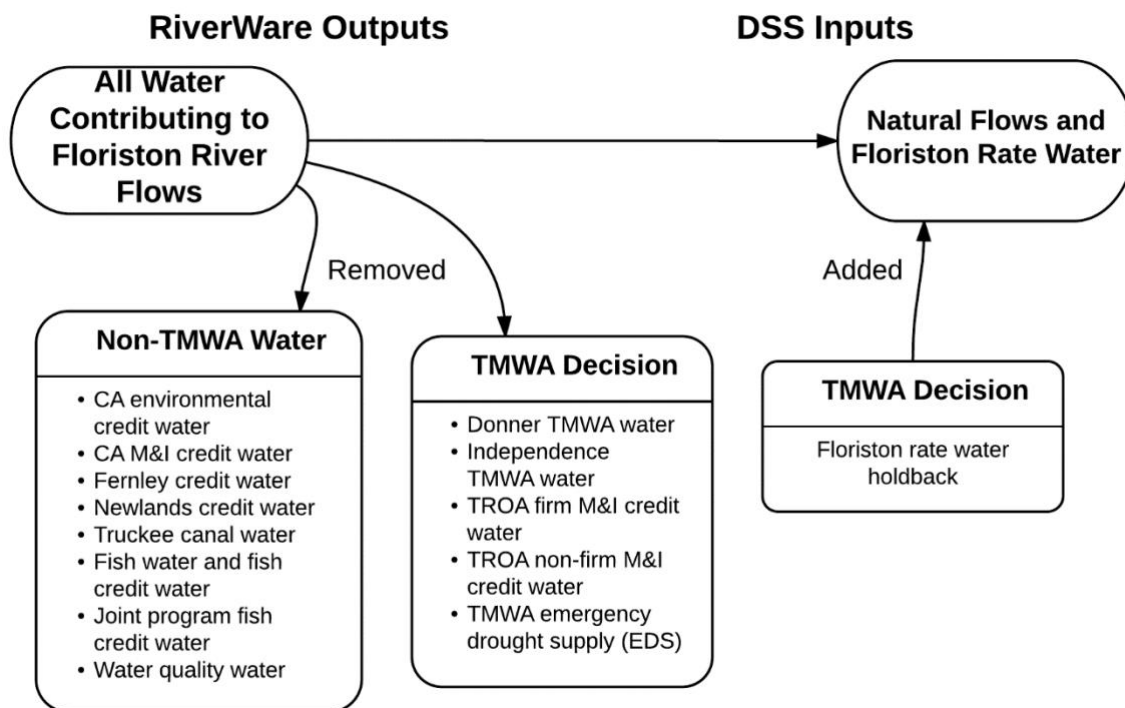 RiverWare Outputs
DSS Inputs
All Water
Contributing to
Floriston River
Flows
Natural Flows and
Floriston Rate Water
Removed
Added
Non-TMWA Water
• CA environmental
credit water
• CA M&I credit water
• Fernley credit water
• Newlands credit water
• Truckee canal water
• Fish water and fish
credit water
• Joint program fish
credit water
• Water quality water
TMWA Decision
• Donner TMWA water
• Independence
TMWA water
• TROA firm M&I credit
water
• TROA non-firm M&I
credit water
• TMWA emergency
drought supply (EDS)
TMWA Decision
Floriston rate water
holdback